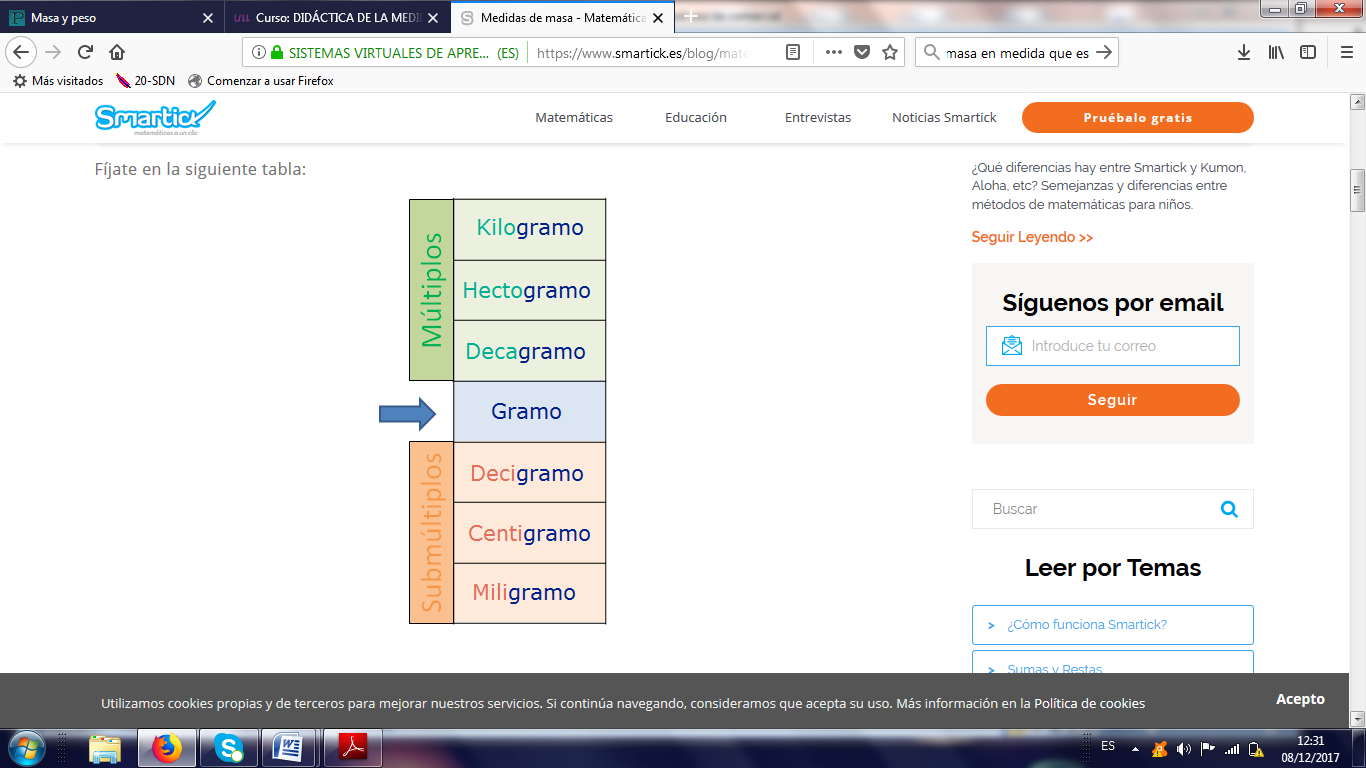 Masa y peso
ULL Curso: DIDÁCTICA DE LA MEDI
Medidas de masa - Matemática
SISTEMAS VIRTUALES DE APRE... (ES)
https://www.smartick.es/blog/mate
masa en medida que es
Más visitados
20-SDN
Comenzar a usar Firefox
Smartick
matemáticas a un clic
Matemáticas
Educación
Entrevistas
Noticias Smartick
Pruébalo gratis
Fíjate en la siguiente tabla:
Múltiplos
Kilogramo
Hectogramo
Decagramo
Gramo
Submúltiplos
Decigramo
Centigramo
Miligramo
¿Qué diferencias hay entre Smartick y Kumon,
Aloha, etc? Semejanzas y diferencias entre
métodos de matemáticas para niños.
Seguir Leyendo >>
Síguenos por email
Introduce tu correo
Seguir
Buscar
Leer por Temas
> ¿Cómo funciona Smartick?
> Sumas y Restas
Utilizamos cookies propias y de terceros para mejorar nuestros servicios. Si continúa navegando, consideramos que acepta su uso. Más información en la Política de cookies
Acepto
ES
12:31
08/12/2017